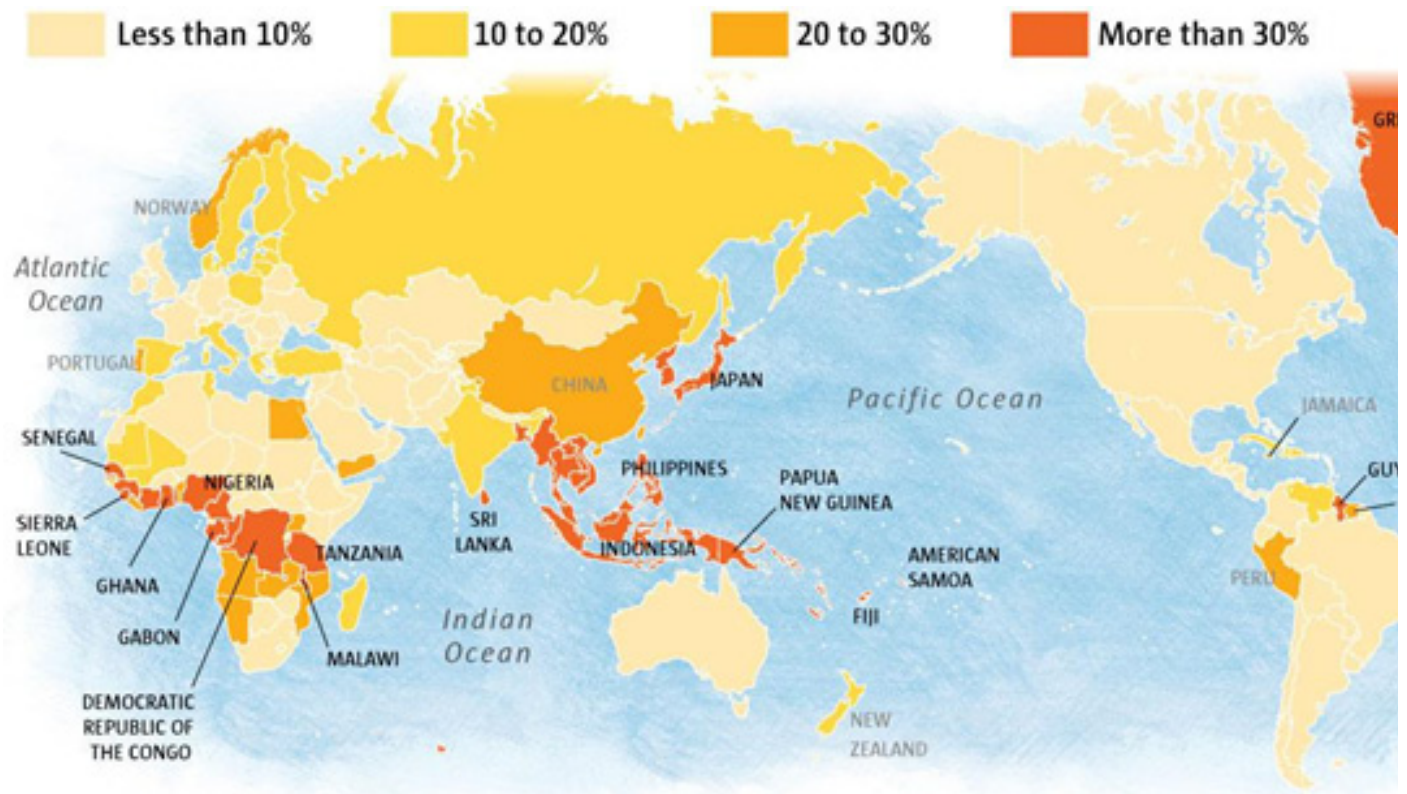 Less than 10%
10 to 20%
20 to 30%
More than 30%
GR
NORWAY
Atlantic
Ocean
PORTUGAL
CHINA
JAPAN
Pacific Ocean
JAMAICA
SENEGAL
NIGERIA
PHILIPPINES
PAPUA
NEW GUINEA
GUY
SIERRA
LEONE
SRI
LANKA
INDONESIA
TANZANIA
AMERICAN
SAMOA
GHANA
PERU
FIJI
GABON
Indian
Ocean
MALAWI
DEMOCRATIC
REPUBLIC OF
THE CONGO
NEW
ZEALAND